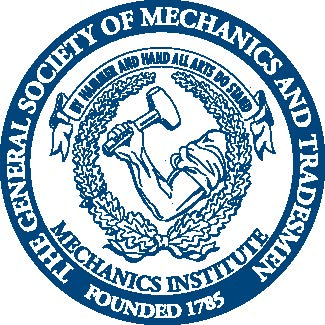 THE GENERAL SOCIETY OF MECHANICS AND TRADESMEN
BY HAMMER AND HAND ALL ARTS DO STAND
MECHANICS INSTITUTE
FOUNDED 1785